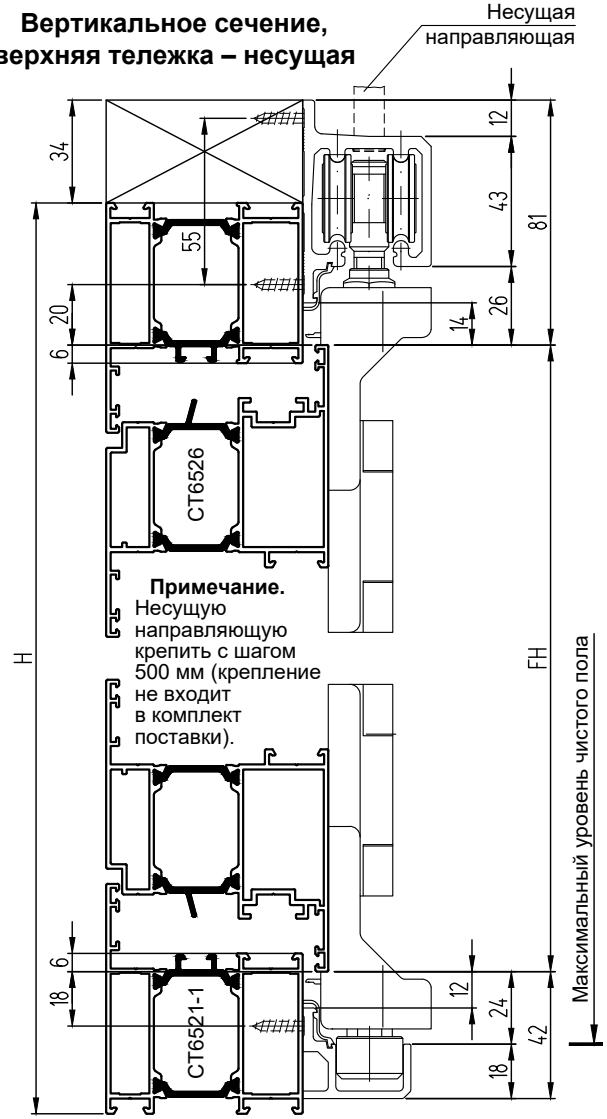 Вертикальное сечение,
верхняя тележка – несущая
Несущая
направляющая
12
34
43
81
55
20
26
14
6
СТ6526
Примечание.
Несущую
направляющую
крепить с шагом
500 мм (крепление
не входит
в комплект
поставки).
H
FH
Максимальный уровень чистого пола
6
18
СТ6521-1
12
24
42
18